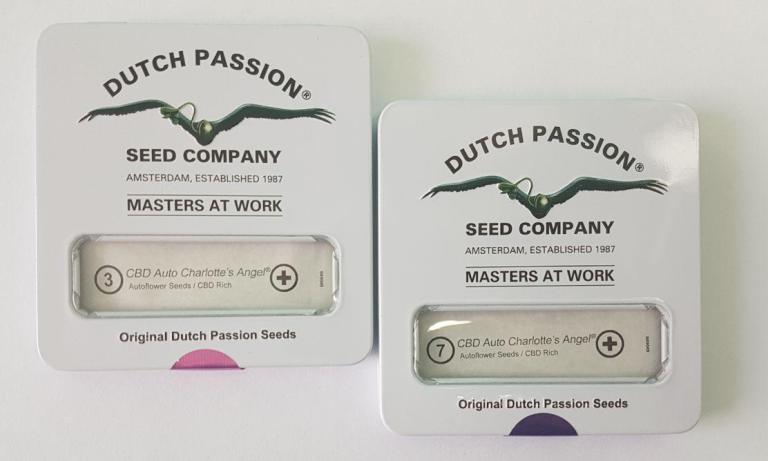 DUTCH PASSION®
SEED COMPANY
AMSTERDAM, ESTABLISHED 1987
MASTERS AT WORK
3 CBD Auto Charlotte's Angel® +
Autoflower Seeds / CBD Rich
Original Dutch Passion Seeds
DUTCH PASSION®
SEED COMPANY
AMSTERDAM, ESTABLISHED 1987
MASTERS AT WORK
7 CBD Auto Charlotte's Angel® +
Autoflower Seeds / CBD Rich
Original Dutch Passion Seeds